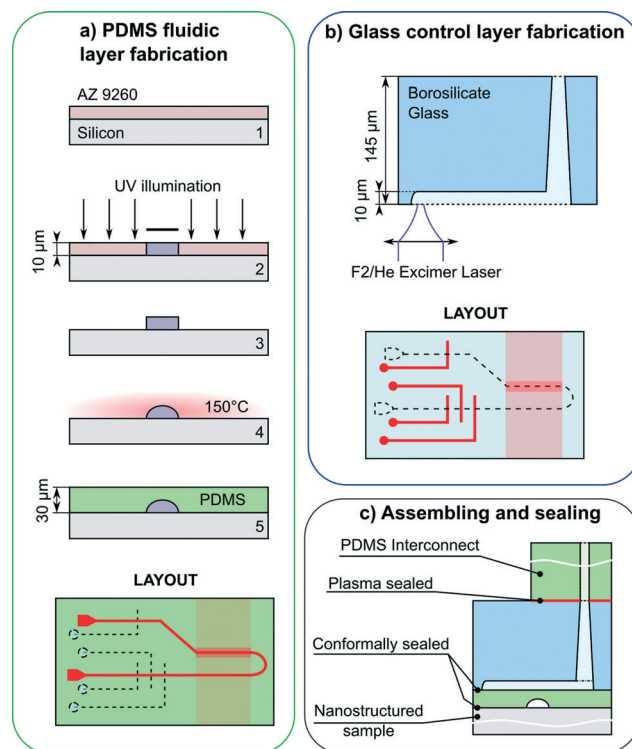 a) PDMS fluidic
layer fabrication
AZ 9260
Silicon
1
UV illumination
10 µm
2
3
150°C
4
30 µm
PDMS
5
LAYOUT
b) Glass control layer fabrication
Borosilicate
Glass
145 µm
10 µm
F2/He Excimer Laser
LAYOUT
c) Assembling and sealing
PDMS Interconnect
Plasma sealed
Conformally sealed
Nanostructured
sample